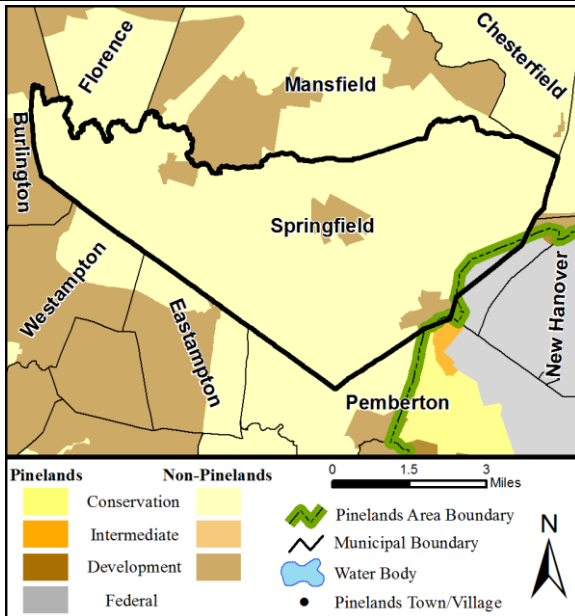 Florence
Mansfield
Chesterfield
Burlington
Springfield
Westampton
Eastampton
New Hanover
Pemberton
Pinelands Non-Pinelands
Conservation
Intermediate
Development
Federal
0 1.5 3
Miles
Pinelands Area Boundary
Municipal Boundary
Water Body
Pinelands Town/Village
N